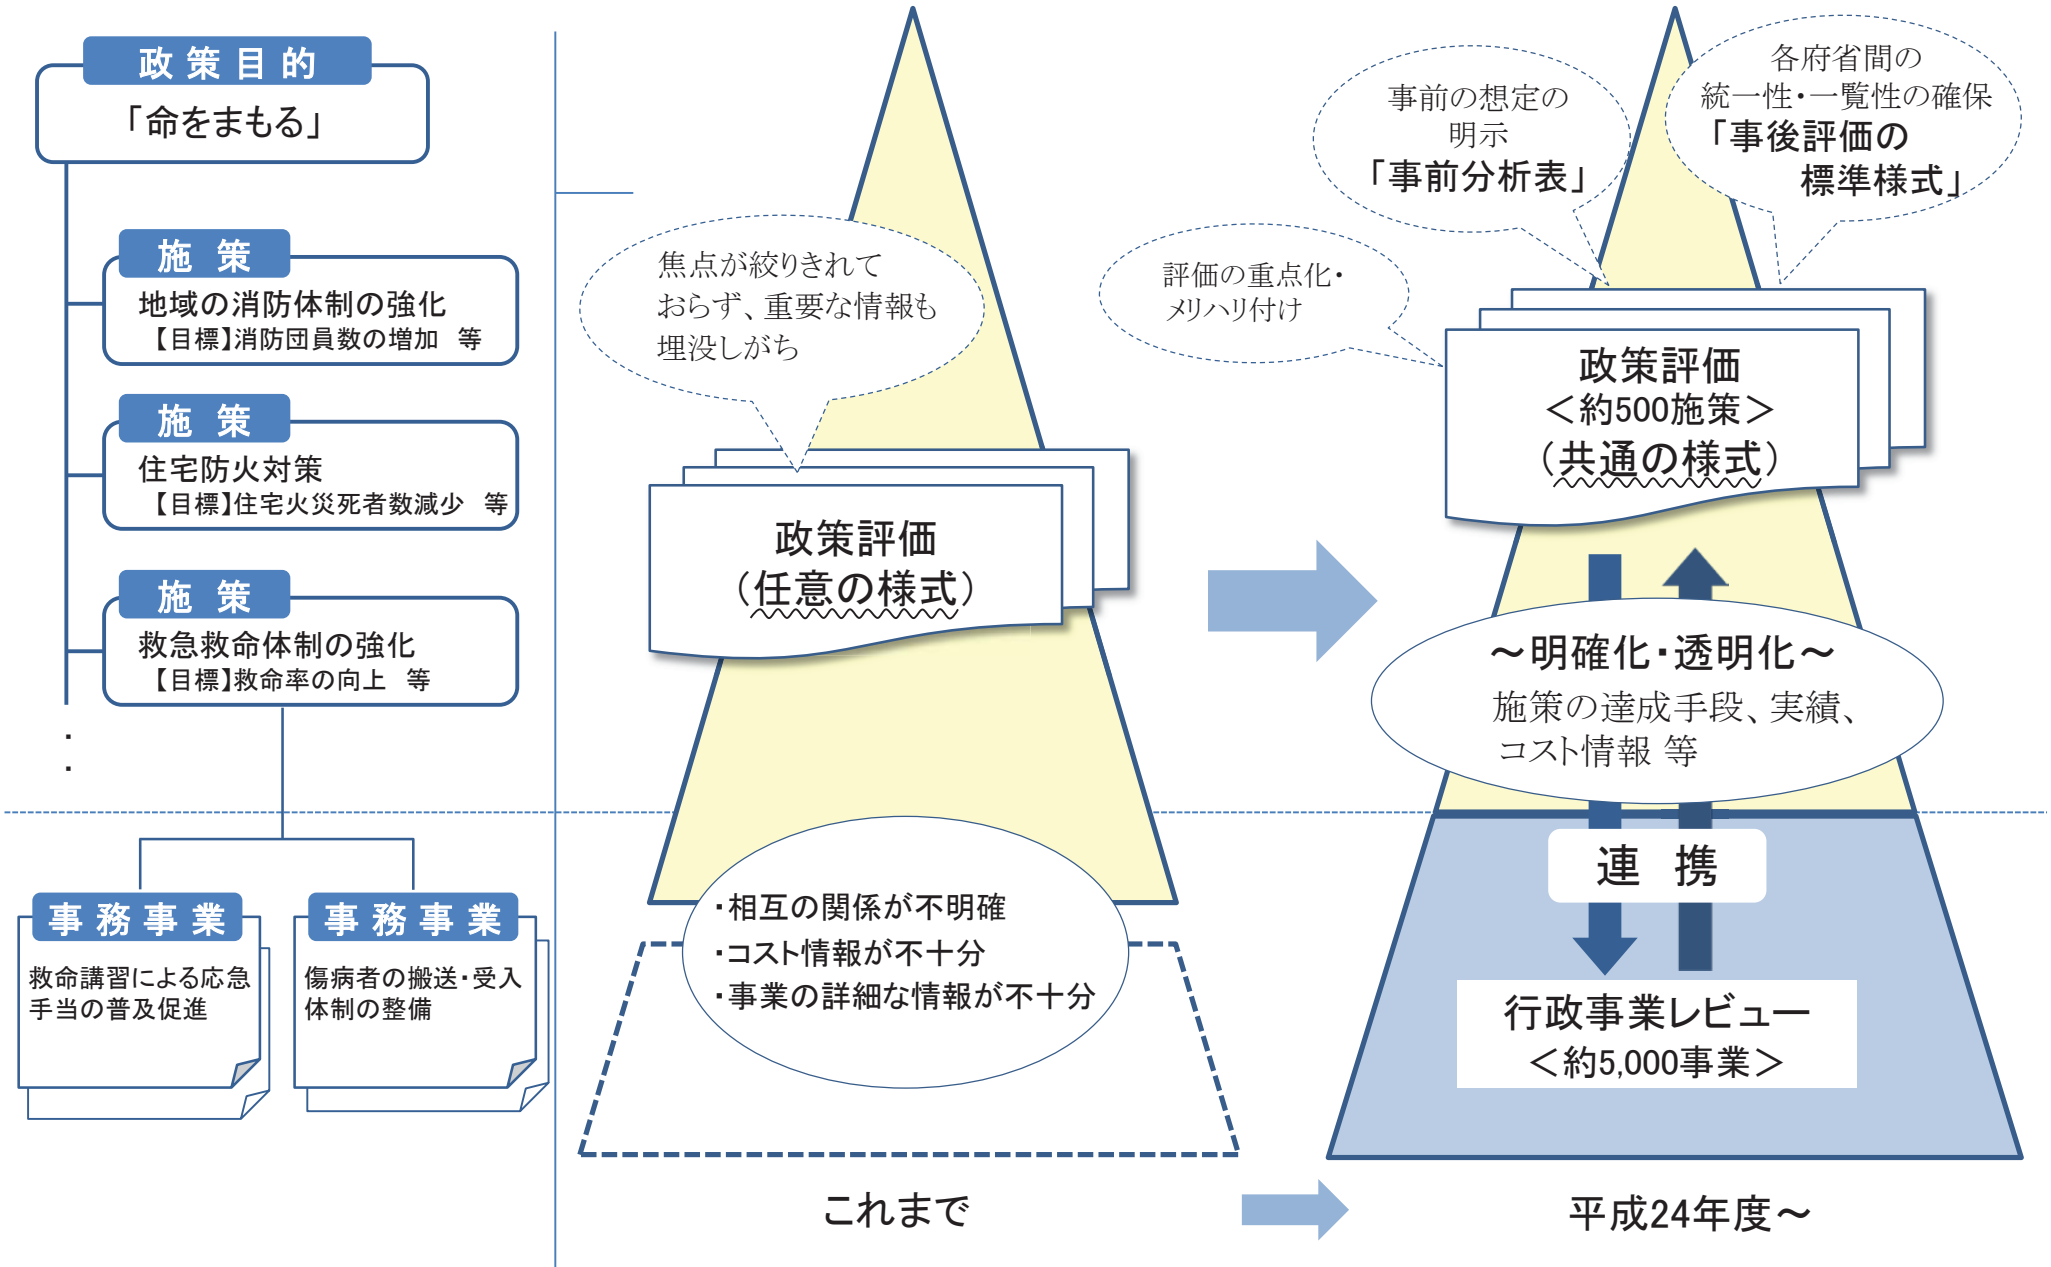 政策目的
「命をまもる」
施策
地域の消防体制の強化
【目標】消防団員数の増加 等
施策
住宅防火対策
【目標】住宅火災死者数減少 等
施策
救急救命体制の強化
【目標】救命率の向上 等
・
・
事務事業
救命講習による応急
手当の普及促進
事務事業
傷病者の搬送・受入
体制の整備
焦点が絞りきれて
おらず、重要な情報も
埋没しがち
政策評価
(任意の様式)
・相互の関係が不明確
・コスト情報が不十分
・事業の詳細な情報が不十分
これまで
評価の重点化・
メリハリ付け
事前の想定の
明示
「事前分析表」
各府省間の
統一性・一覧性の確保
「事後評価の
標準様式」
政策評価
＜約500施策＞
(共通の様式)
～明確化・透明化～
施策の達成手段、実績、
コスト情報 等
連携
行政事業レビュー
＜約5,000事業＞
平成24年度～